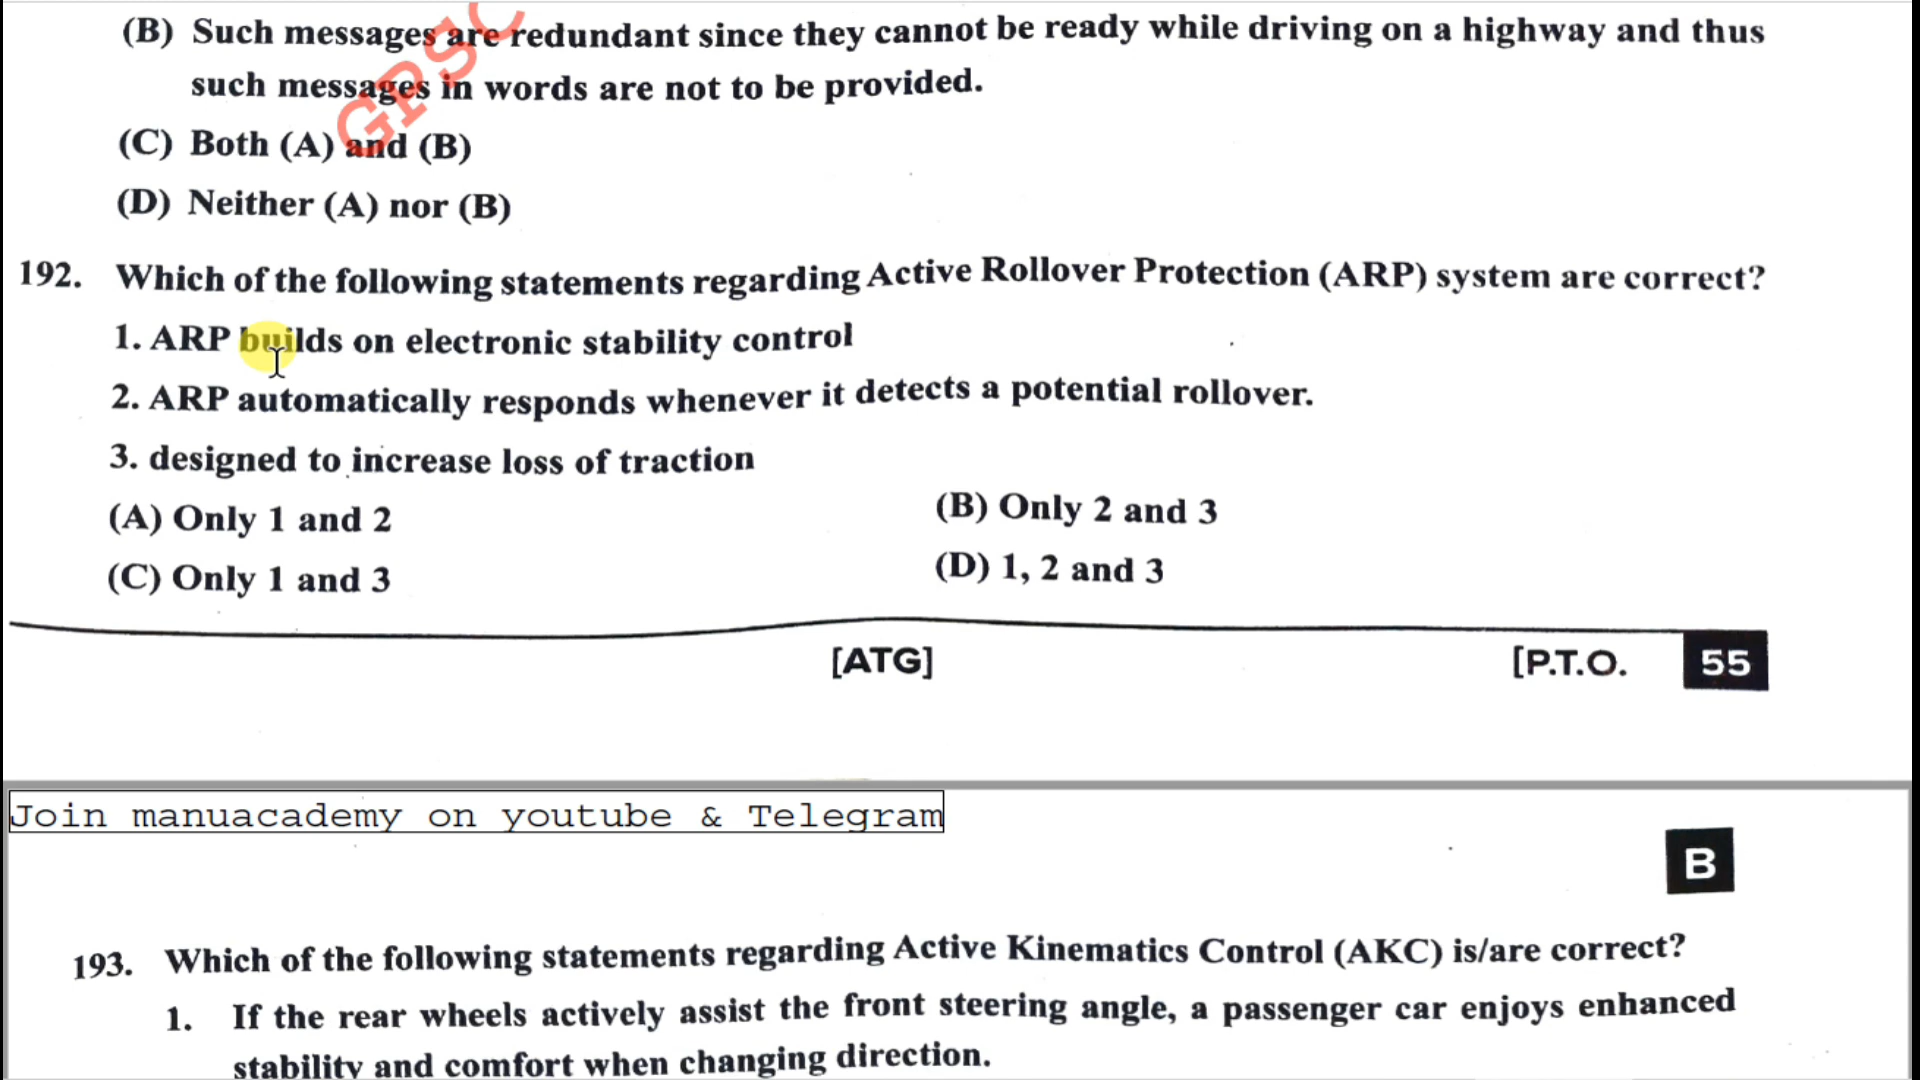 (B) Such messages are redundant since they cannot be ready while driving on a highway and thus
such messages in words are not to be provided.
(C) Both (A) and (B)
(D) Neither (A) nor (B)
GPSC
192. Which of the following statements regarding Active Rollover Protection (ARP) system are correct?
1. ARP builds on electronic stability control
2. ARP automatically responds whenever it detects a potential rollover.
3. designed to increase loss of traction
(A) Only 1 and 2 (B) Only 2 and 3
(C) Only 1 and 3 (D) 1, 2 and 3
[ATG] [P.T.O. 55
Join manuacademy on youtube & Telegram
B
193. Which of the following statements regarding Active Kinematics Control (AKC) is/are correct?
1. If the rear wheels actively assist the front steering angle, a passenger car enjoys enhanced
stability and comfort when changing direction.